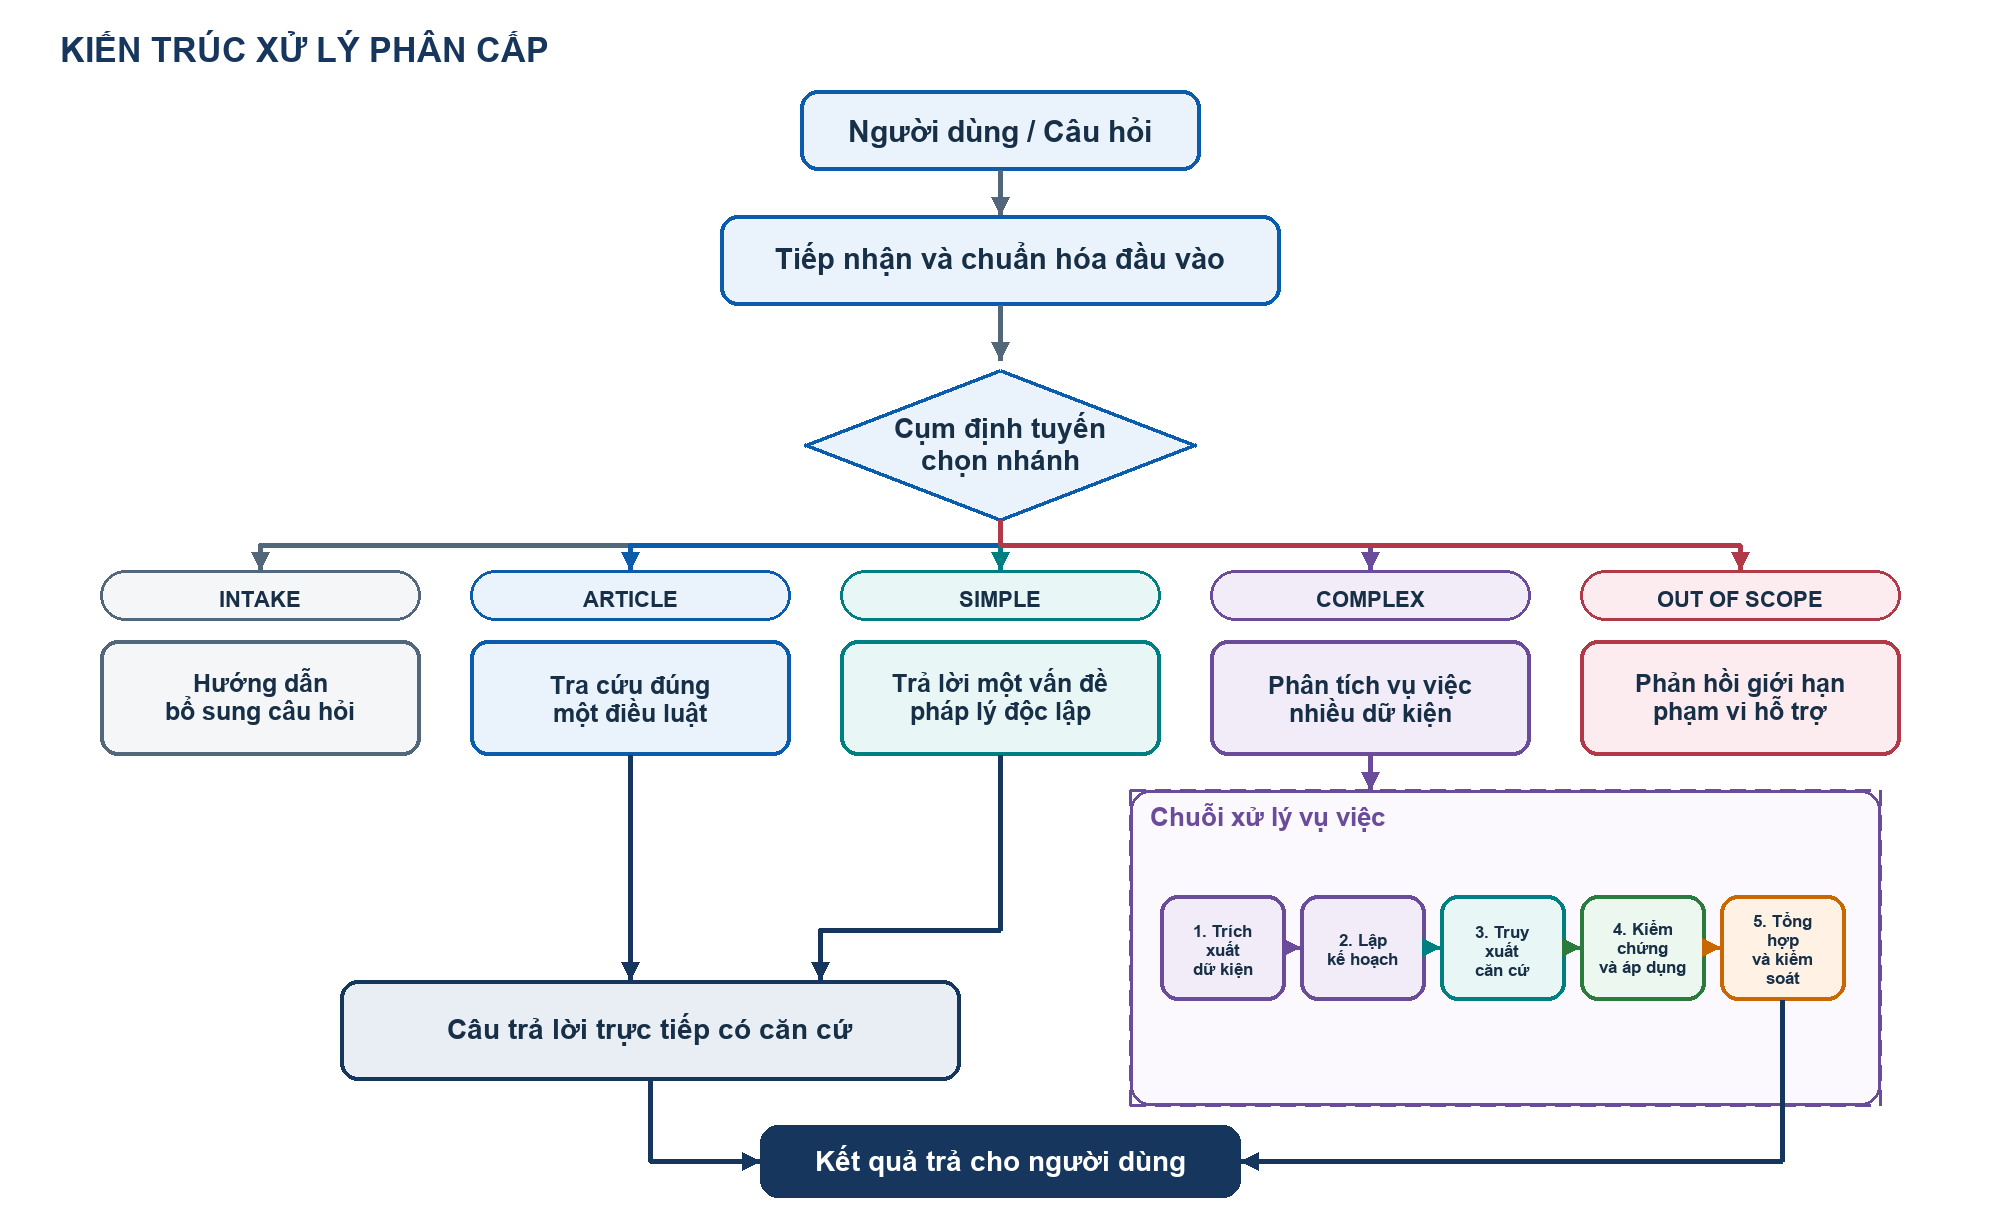 KIẾN TRÚC XỬ LÝ PHÂN CẤP
Người dùng / Câu hỏi
Tiếp nhận và chuẩn hóa đầu vào
Cụm định tuyến
chọn nhánh
INTAKE
ARTICLE
SIMPLE
COMPLEX
OUT OF SCOPE
Hướng dẫn
bổ sung câu hỏi
Tra cứu đúng
một điều luật
Trả lời một vấn đề
pháp lý độc lập
Phân tích vụ việc
nhiều dữ kiện
Phản hồi giới hạn
phạm vi hỗ trợ
Chuỗi xử lý vụ việc
1. Trích
xuất
dữ kiện
2. Lập
kế hoạch
3. Truy
xuất
căn cứ
4. Kiểm
chứng
và áp dụng
5. Tổng
hợp
và kiểm
soát
Câu trả lời trực tiếp có căn cứ
Kết quả trả cho người dùng